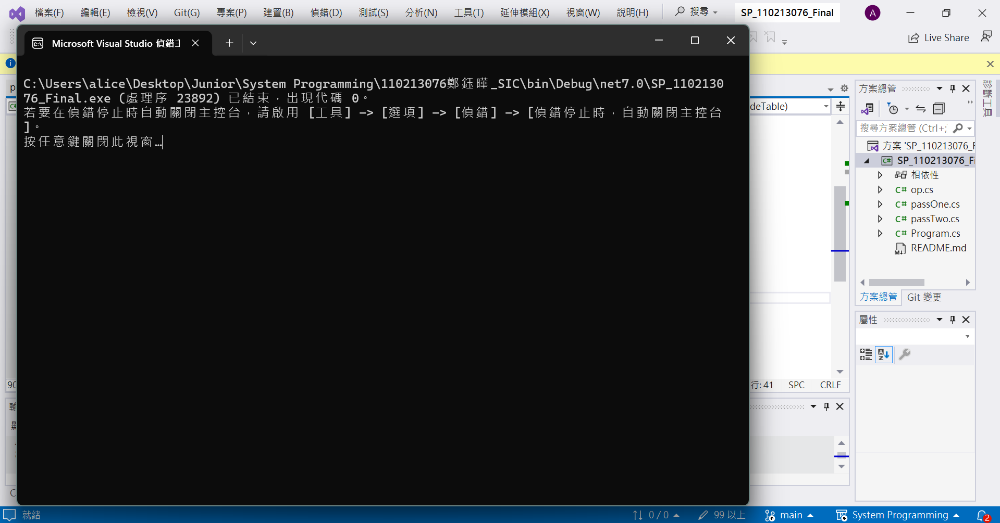 檔案(F) 編輯(E) 檢視(V) Git(G) 專案(P) 建置(B) 偵錯(D) 測試(S) 分析(N) 工具(T) 延伸模組(X) 視窗(W) 說明(H) 搜尋 SP_110213076_Final A
Live Share
Microsoft Visual Studio 偵錯主
C:\Users\alice\Desktop\Junior\System Programming\110213076鄭鈺曄_SIC\bin\Debug\net7.0\SP_1102130
76_Final.exe (處理序 23892) 已結束，出現代碼 0。
若要在偵錯停止時自動關閉主控台，請啟用 [工具] -> [選項] -> [偵錯] -> [偵錯停止時，自動關閉主控台
]。
按任意鍵關閉此視窗…
deTable)
行: 41 SPC CRLF
方案總管
搜尋方案總管 (Ctrl+;
方案 'SP_110213076_F
C# SP_110213076_Fi
相依性
C# op.cs
C# passOne.cs
C# passTwo.cs
C# Program.cs
README.md
方案總管 Git 變更
屬性
診斷工具
90
就緒 0 / 0 99 以上 main System Programming 2